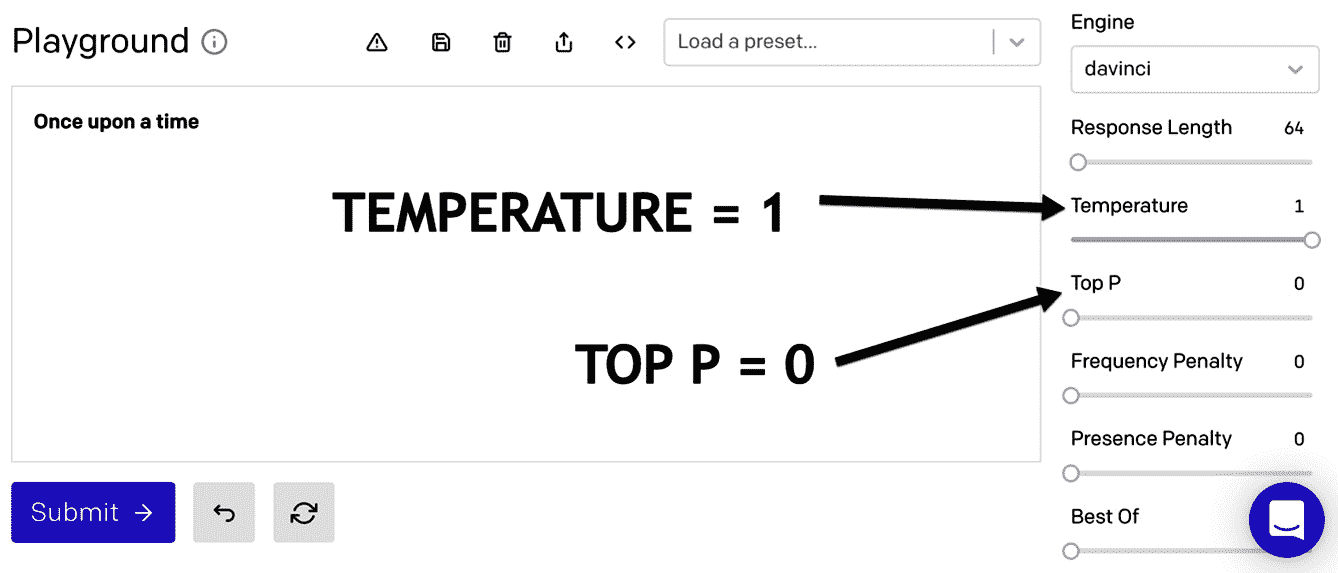 Playground
Load a preset...
Once upon a time
TEMPERATURE = 1
TOP P = 0
Submit
Engine
davinci
Response Length 64
Temperature 1
Top P 0
Frequency Penalty 0
Presence Penalty 0
Best Of